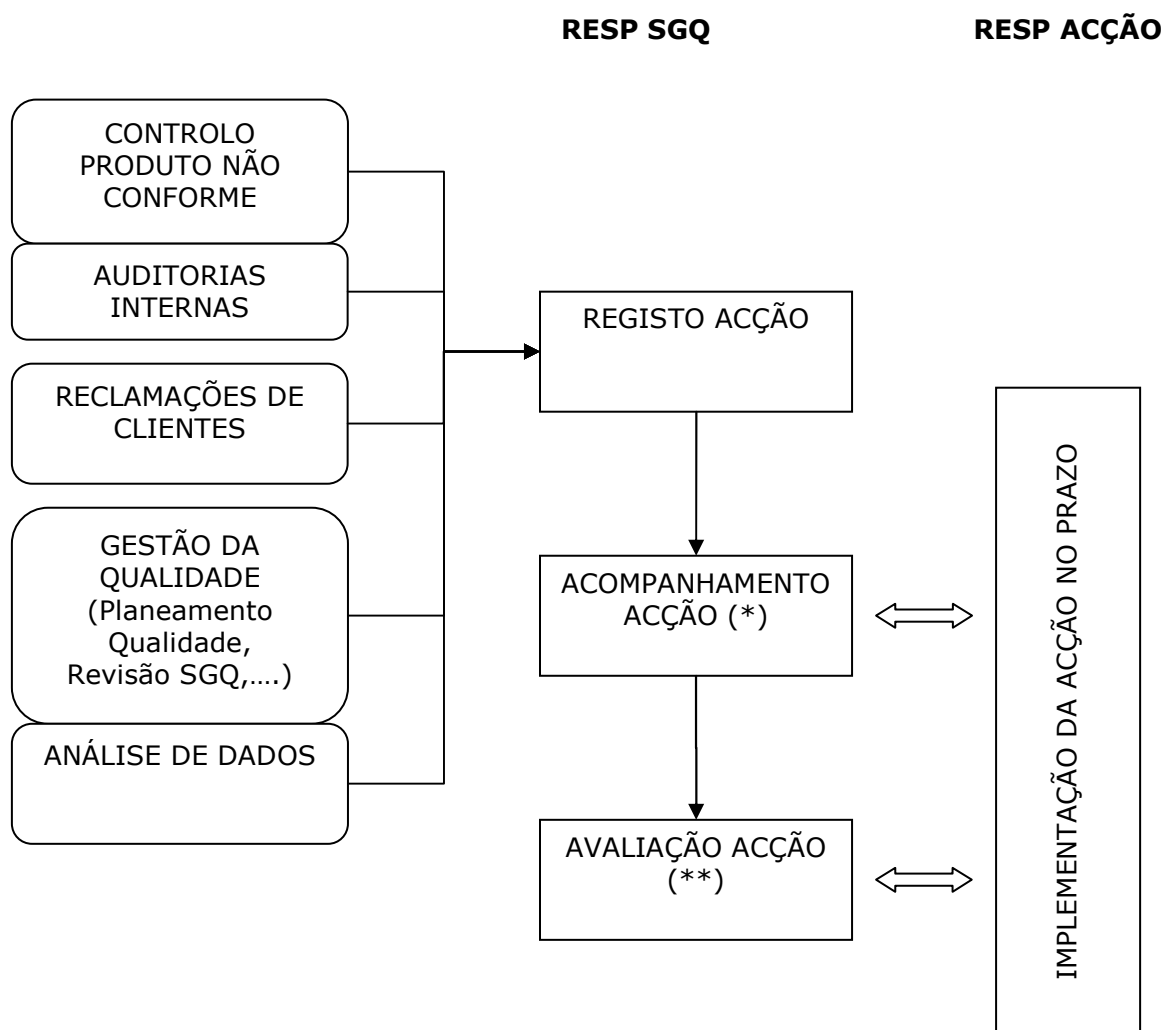 RESP SGQ
RESP ACÇÃO
CONTROLO
PRODUTO NÃO
CONFORME
AUDITORIAS
INTERNAS
REGISTO ACÇÃO
RECLAMAÇÕES DE
CLIENTES
GESTÃO DA
QUALIDADE
(Planeamento
Qualidade,
Revisão SGQ,….)
ACOMPANHAMENTO
ACÇÃO (*)
ANÁLISE DE DADOS
AVALIAÇÃO ACÇÃO
(**)
IMPLEMENTAÇÃO DA ACÇÃO NO PRAZO